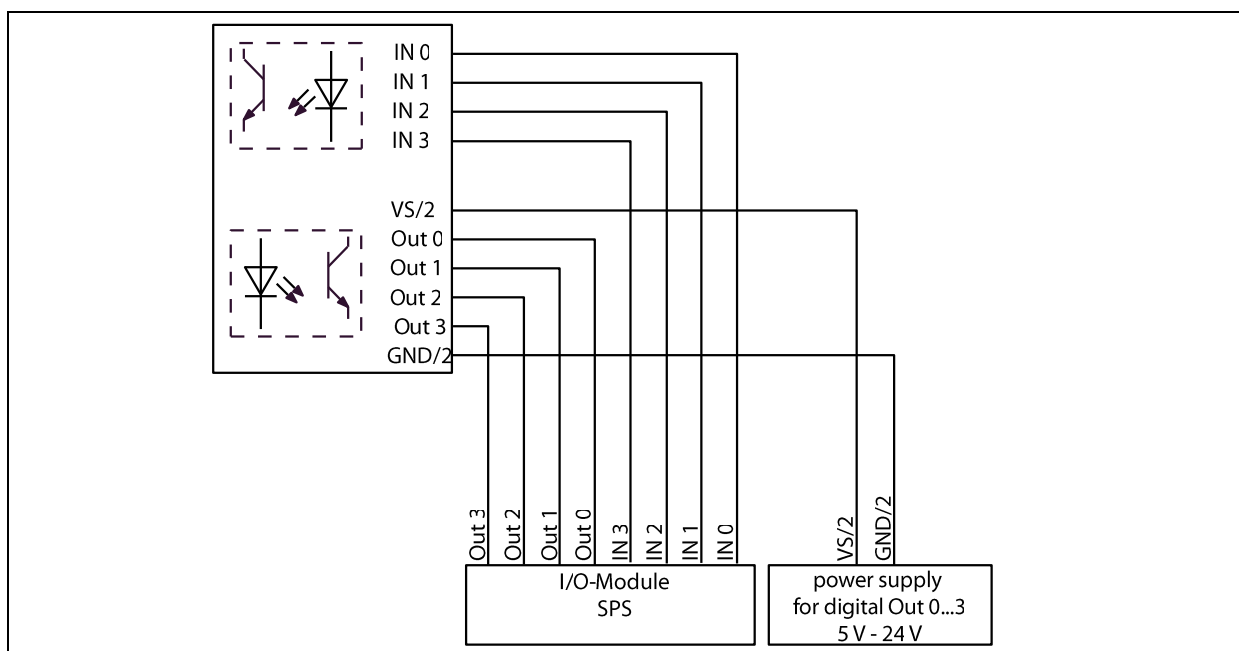 IN 0
IN 1
IN 2
IN 3
VS/2
Out 0
Out 1
Out 2
Out 3
GND/2
Out 3
Out 2
Out 1
Out 0
IN 3
IN 2
IN 1
IN 0
VS/2
GND/2
I/O-Module
SPS
power supply
for digital Out 0...3
5 V - 24 V